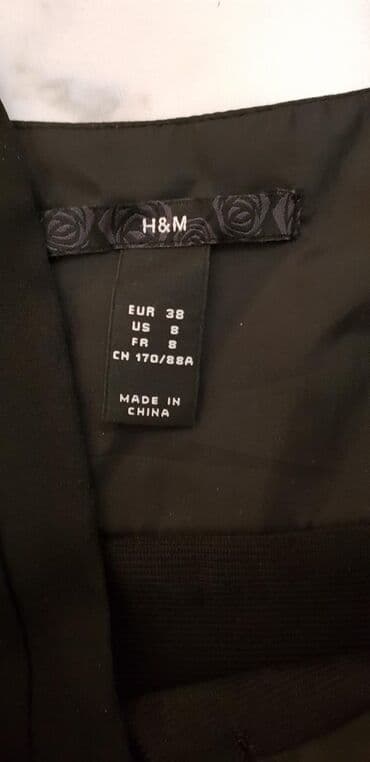 H&M
EUR 38
US 8
FR 8
CN 170/88A
MADE IN
CHINA